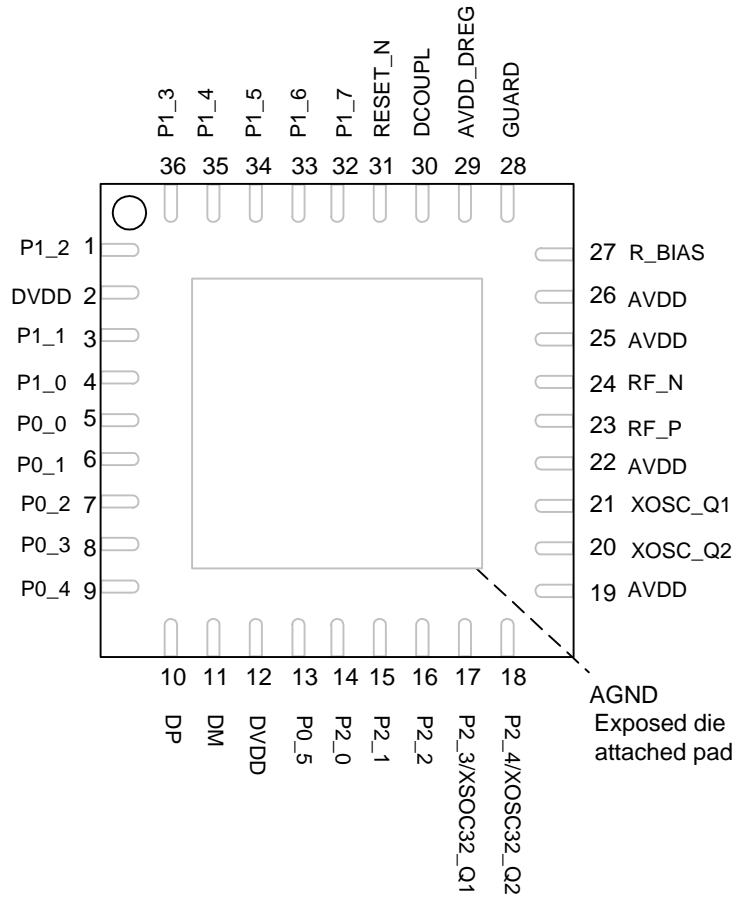 P1_3
P1_4
P1_5
P1_6
P1_7
RESET_N
DCOUPL
AVDD_DREG
GUARD
36
35
34
33
32
31
30
29
28
P1_2 1
DVDD 2
P1_1 3
P1_0 4
P0_0 5
P0_1 6
P0_2 7
P0_3 8
P0_4 9
27 R_BIAS
26 AVDD
25 AVDD
24 RF_N
23 RF_P
22 AVDD
21 XOSC_Q1
20 XOSC_Q2
19 AVDD
10
11
12
13
14
15
16
17
18
DP
DM
DVDD
P0_5
P2_0
P2_1
P2_2
P2_3/XSOC32_Q1
P2_4/XOSC32_Q2
AGND
Exposed die
attached pad